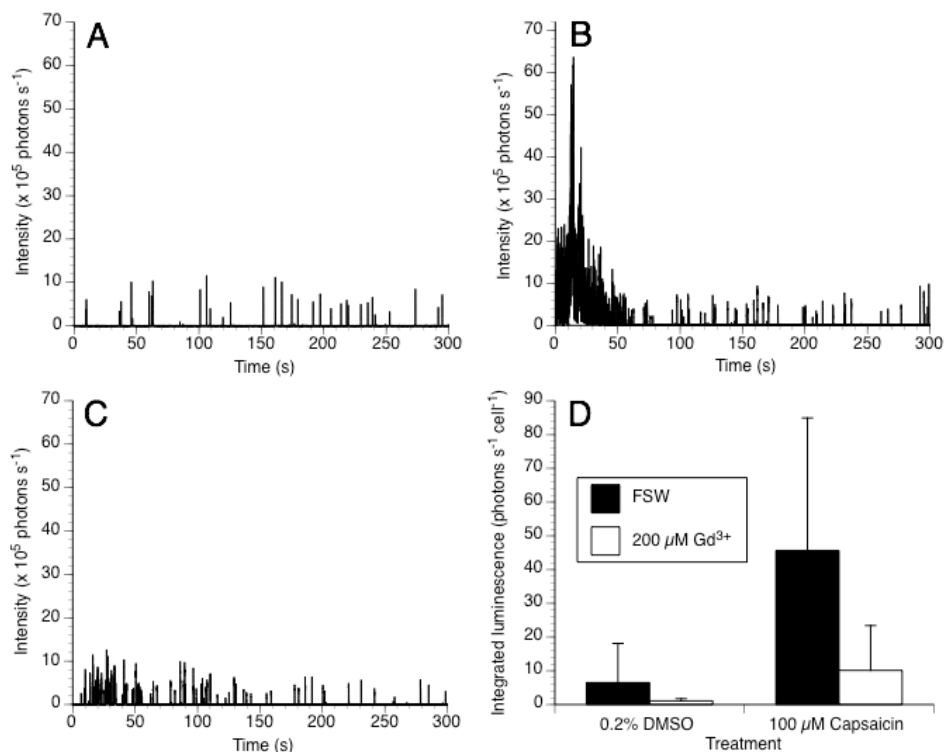 A
Intensity (x 10⁵ photons s⁻¹)
70
60
50
40
30
20
10
0
0 50 100 150 200 250 300
Time (s)
B
Intensity (x 10⁵ photons s⁻¹)
70
60
50
40
30
20
10
0
0 50 100 150 200 250 300
Time (s)
C
Intensity (x 10⁵ photons s⁻¹)
70
60
50
40
30
20
10
0
0 50 100 150 200 250 300
Time (s)
D
Integrated luminescence (photons s⁻¹ cell⁻¹)
90
80
70
60
50
40
30
20
10
0
FSW
200 µM Gd³⁺
0.2% DMSO 100 µM Capsaicin
Treatment